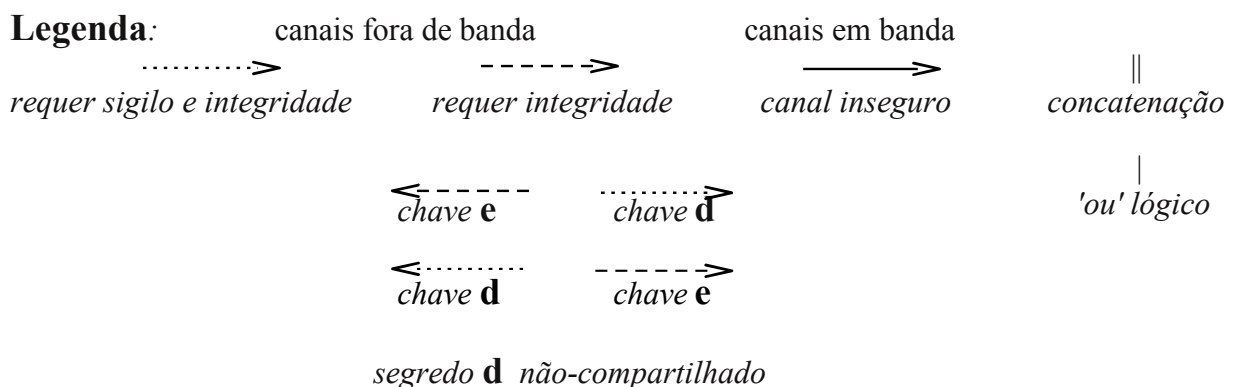 Legenda: canais fora de banda canais em banda
||
requer sigilo e integridade requer integridade canal inseguro concatenação
|
chave e chave d 'ou' lógico
chave d chave e
segredo d não-compartilhado